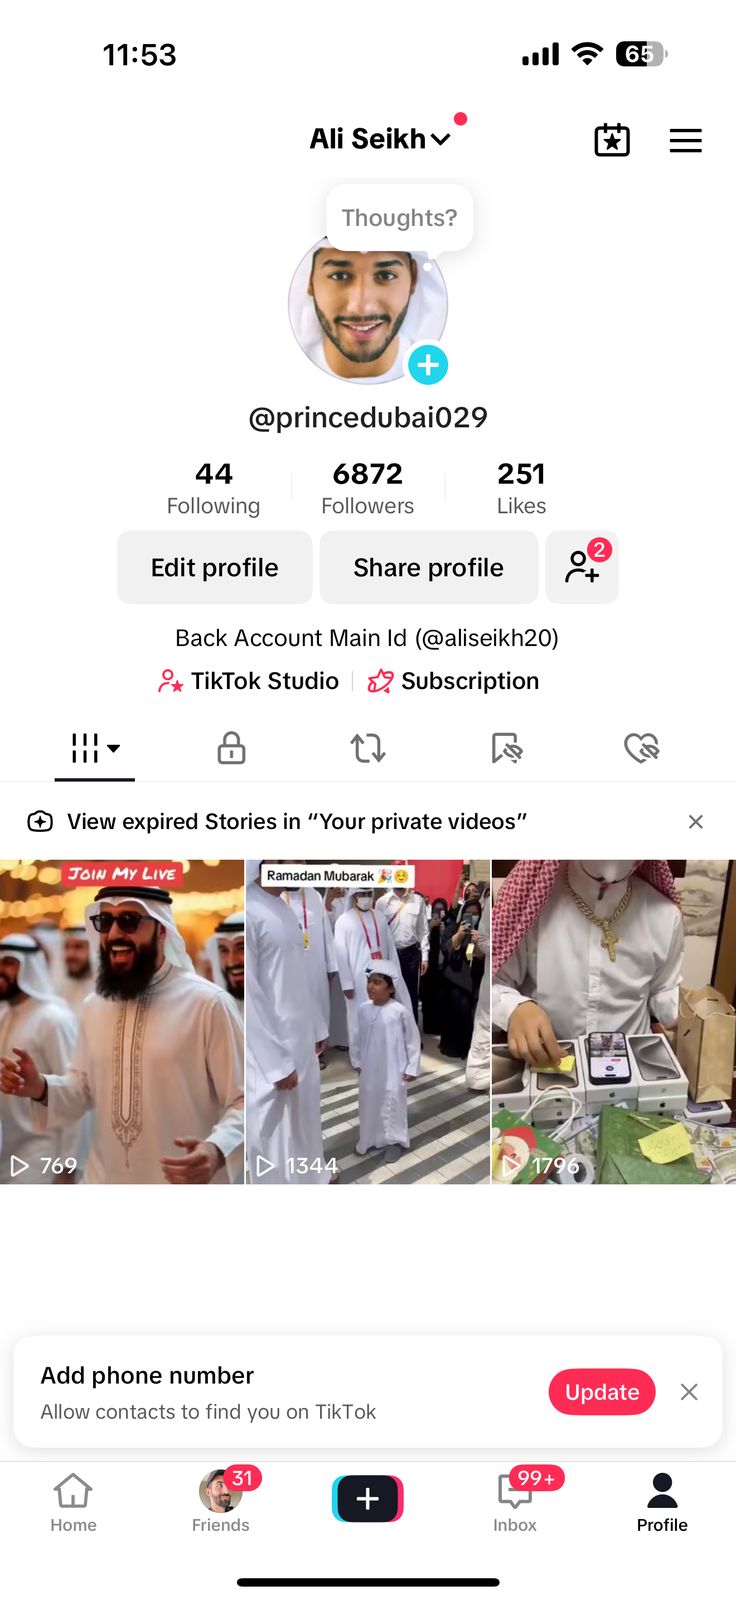 11:53
65
Ali Seikh
Thoughts?
@princedubai029
44 6872 251
Following Followers Likes
Edit profile Share profile 2
Back Account Main Id (@aliseikh20)
TikTok Studio Subscription
View expired Stories in “Your private videos”
JOIN MY LIVE
Ramadan Mubarak 🎉☺️
769 1344 1796
Add phone number
Allow contacts to find you on TikTok
Update
31 99+
Home Friends Inbox Profile